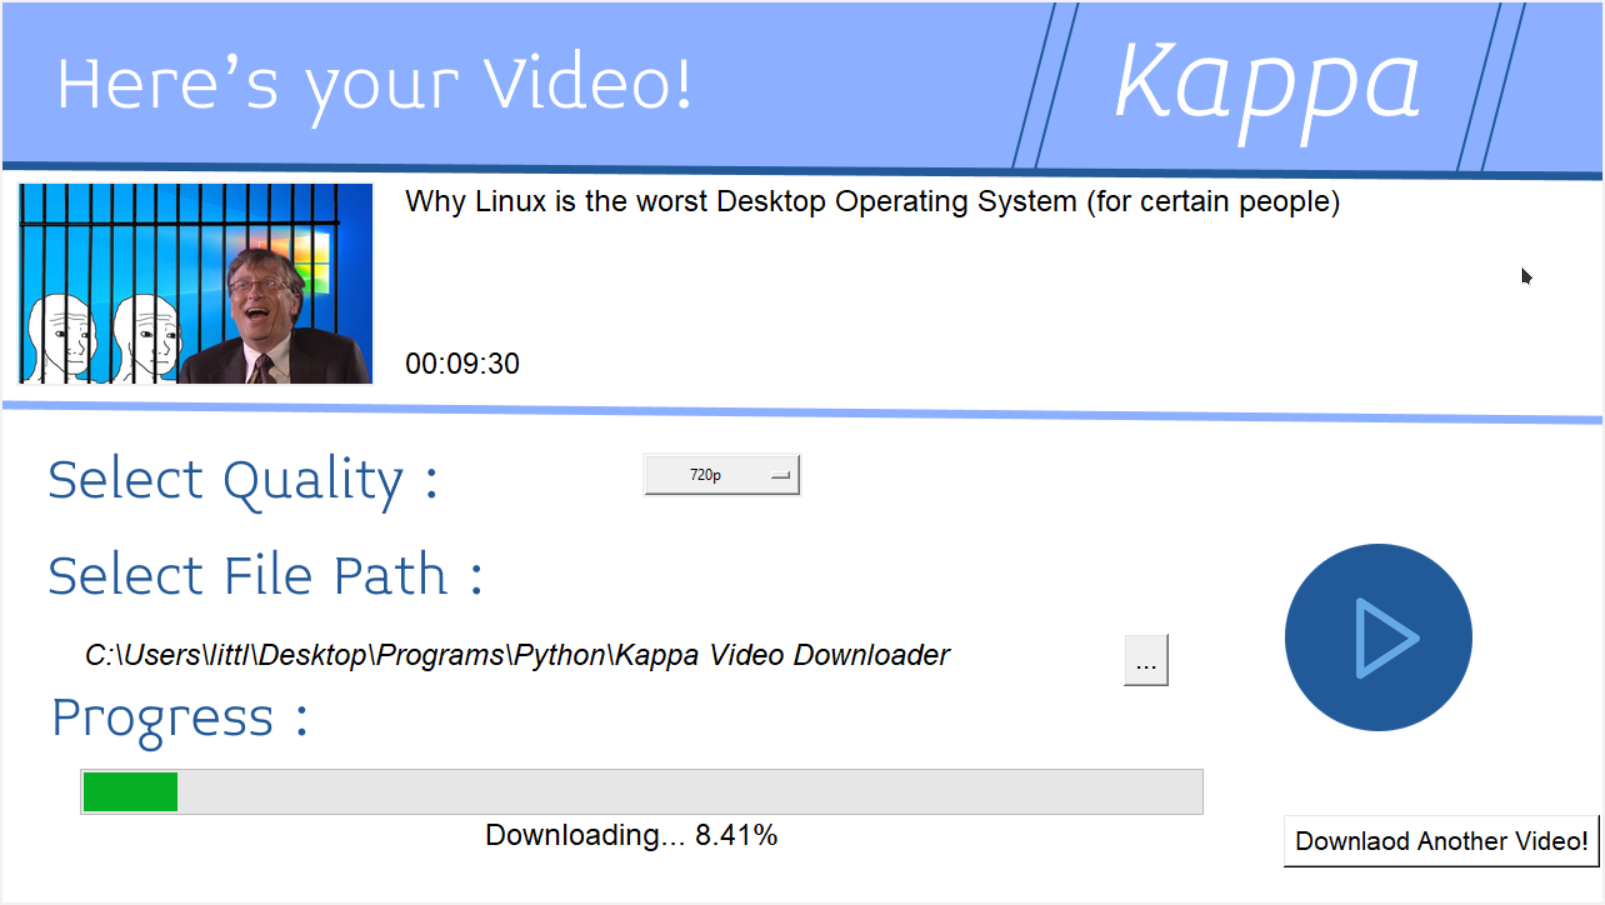 Here's your Video!
Kappa
Why Linux is the worst Desktop Operating System (for certain people)
00:09:30
Select Quality :
720p
Select File Path :
C:\Users\littl\Desktop\Programs\Python\Kappa Video Downloader
...
Progress :
Downloading... 8.41%
Downlaod Another Video!